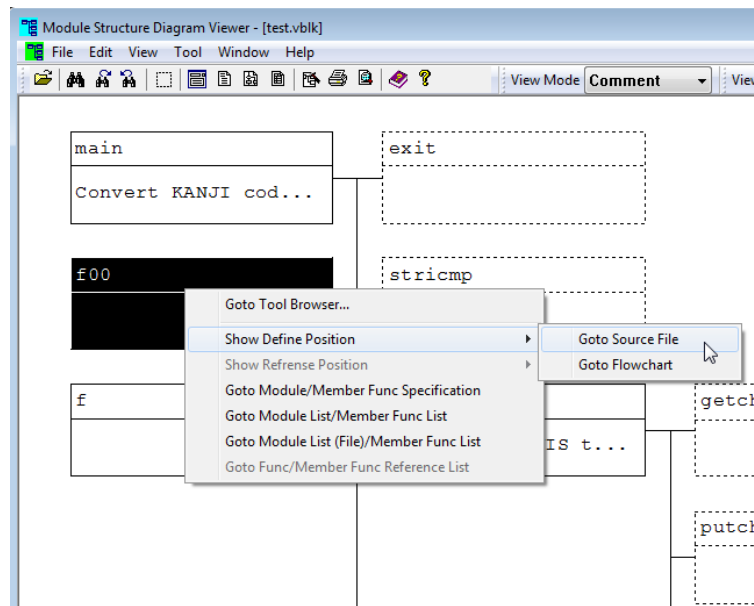 Module Structure Diagram Viewer - [test.vblk]
File Edit View Tool Window Help
View Mode Comment
main
exit
Convert KANJI cod...
f00
stricmp
Goto Tool Browser...
Show Define Position
Goto Source File
Show Refrense Position
Goto Flowchart
Goto Module/Member Func Specification
f
Goto Module List/Member Func List
Goto Module List (File)/Member Func List
IS t...
Goto Func/Member Func Reference List